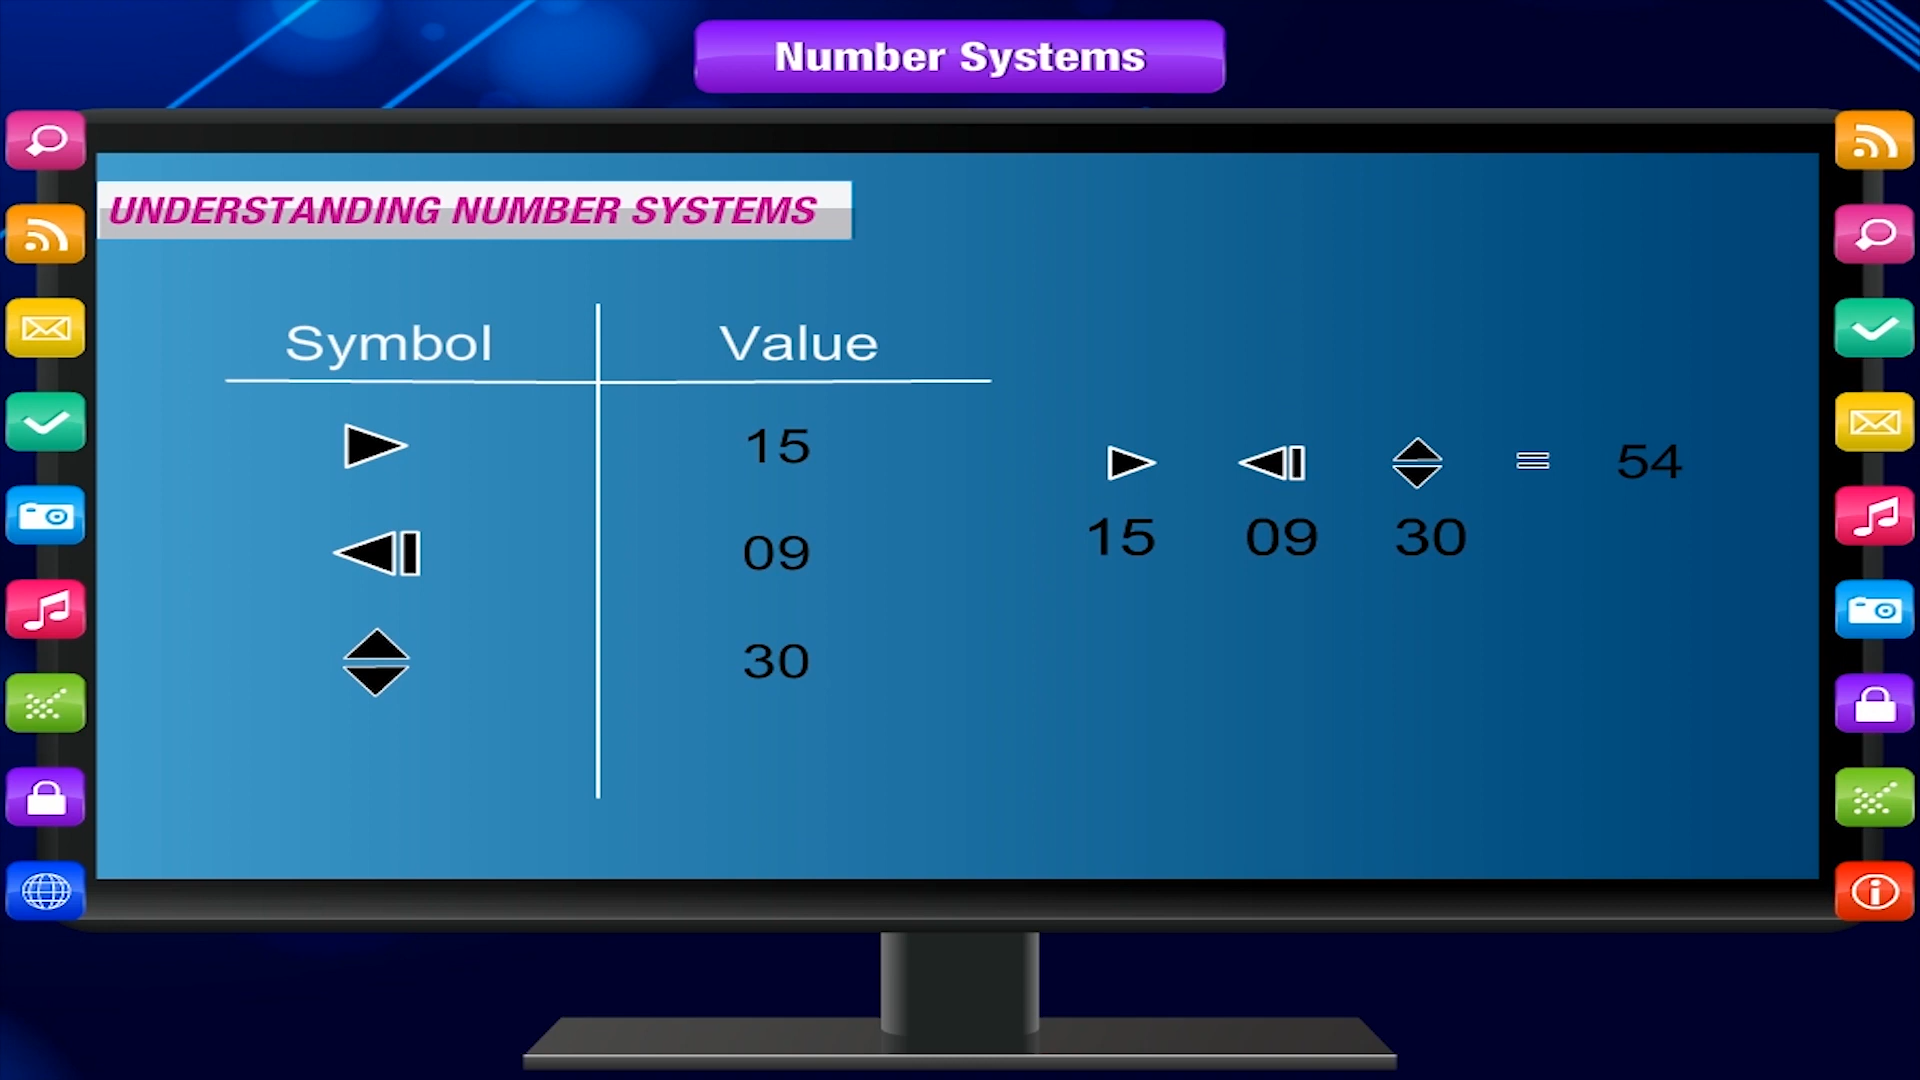 Number Systems
UNDERSTANDING NUMBER SYSTEMS
Symbol Value
15
09
30
= 54
15 09 30